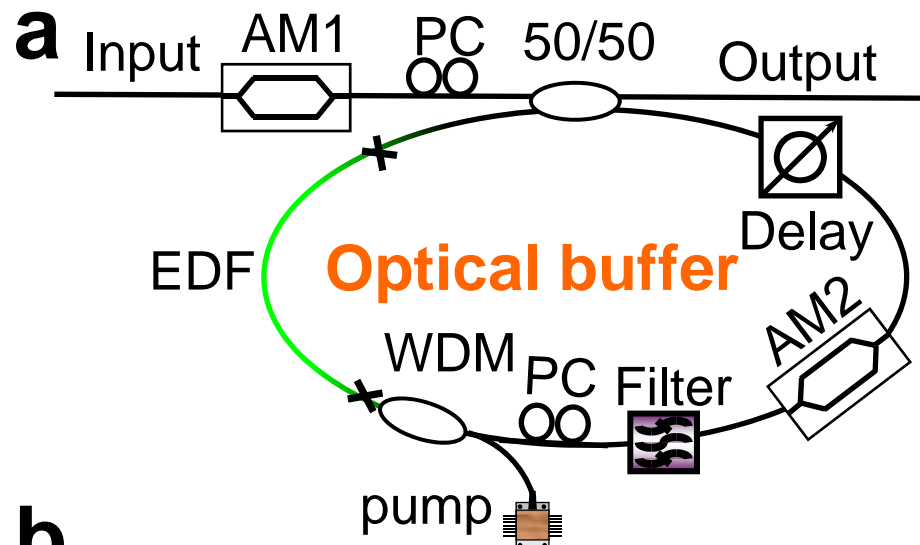 a
Input
AM1
PC
50/50
Output
Delay
EDF
Optical buffer
AM2
WDM
PC
Filter
pump
b